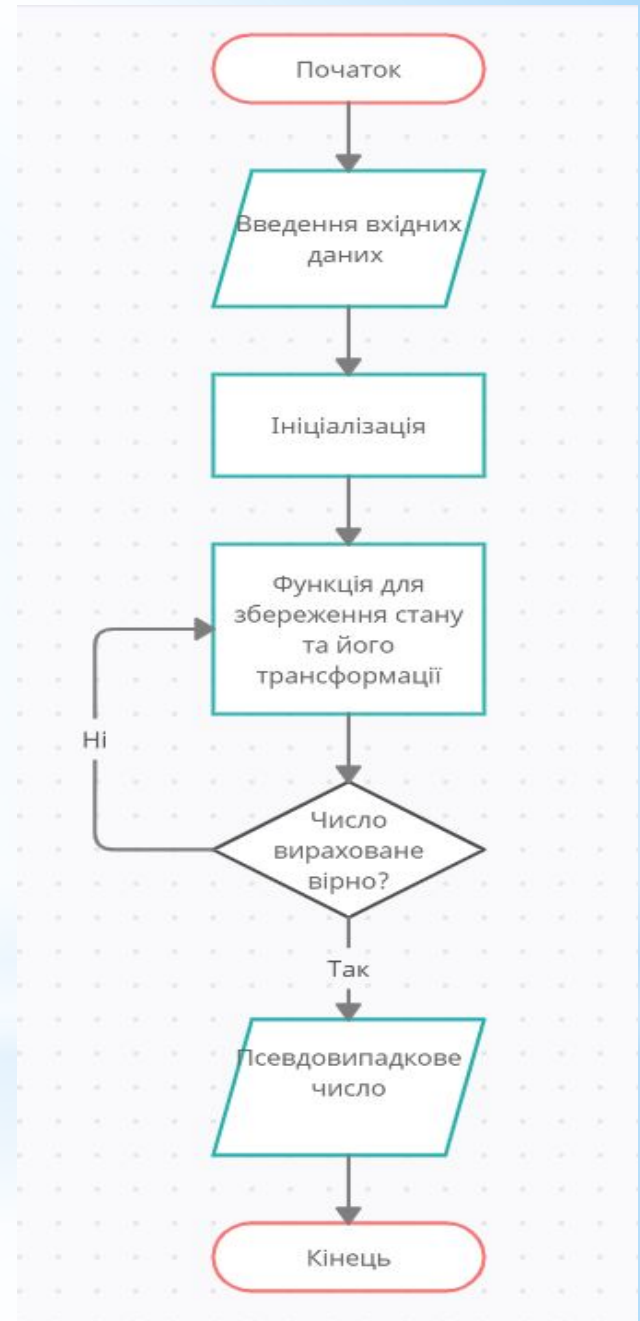 Початок
Введення вхідних
даних
Ініціалізація
Функція для
збереження стану
та його
трансформації
Ні
Число
вираховане
вірно?
Так
Псевдовипадкове
число
Кінець